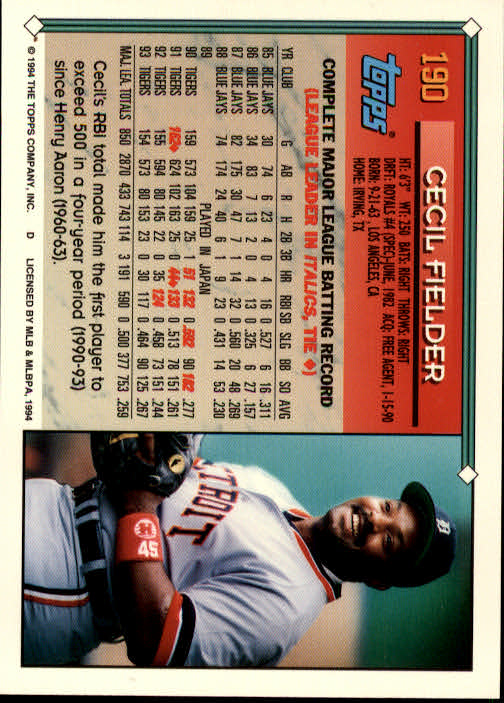 190
CECIL FIELDER
topps®
HT: 6'3" WT: 250 BATS: RIGHT THROWS: RIGHT
DRFT: ROYALS #4 (SPEC)-JUNE, 1982 ACQ: FREE AGENT, 1-15-90
BORN: 9-21-63, LOS ANGELES, CA
HOME: IRVING, TX
COMPLETE MAJOR LEAGUE BATTING RECORD
(LEAGUE LEADER IN ITALICS, TIE ♦)
YR CLUB G AB R H 2B 3B HR RBI SB SLG BB SO AVG
85 BLUE JAYS 30 74 6 23 4 0 4 16 0 .527 6 16 .311
86 BLUE JAYS 34 83 7 13 2 0 4 13 0 .325 6 27 .157
87 BLUE JAYS 82 175 30 47 7 1 14 32 0 .560 20 48 .269
88 BLUE JAYS 74 174 24 40 6 1 9 23 0 .431 14 53 .230
89 PLAYED IN JAPAN
90 TIGERS 159 573 104 159 25 1 51 132 0 .592 90 182 .277
91 TIGERS 162♦ 624 102 163 25 0 44♦ 133 0 .513 78 151 .261
92 TIGERS 155 594 80 145 22 0 35 124 0 .458 73 151 .244
93 TIGERS 154 573 80 153 23 0 30 117 0 .464 90 125 .267
MAJ. LEA. TOTALS 850 2870 433 743 114 3 191 590 0 .500 377 753 .259
Cecil's RBI total made him the first player to
exceed 500 in a four-year period (1990-93)
since Henry Aaron (1960-63).
© 1994 THE TOPPS COMPANY, INC. D LICENSED BY MLB & MLBPA, 1994
D
ETROIT
45